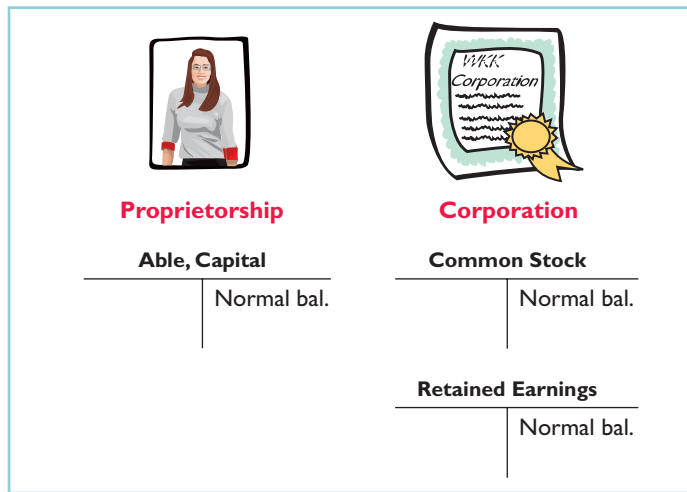 WKK
Corporation
Proprietorship
Corporation
Able, Capital
Normal bal.
Common Stock
Normal bal.
Retained Earnings
Normal bal.